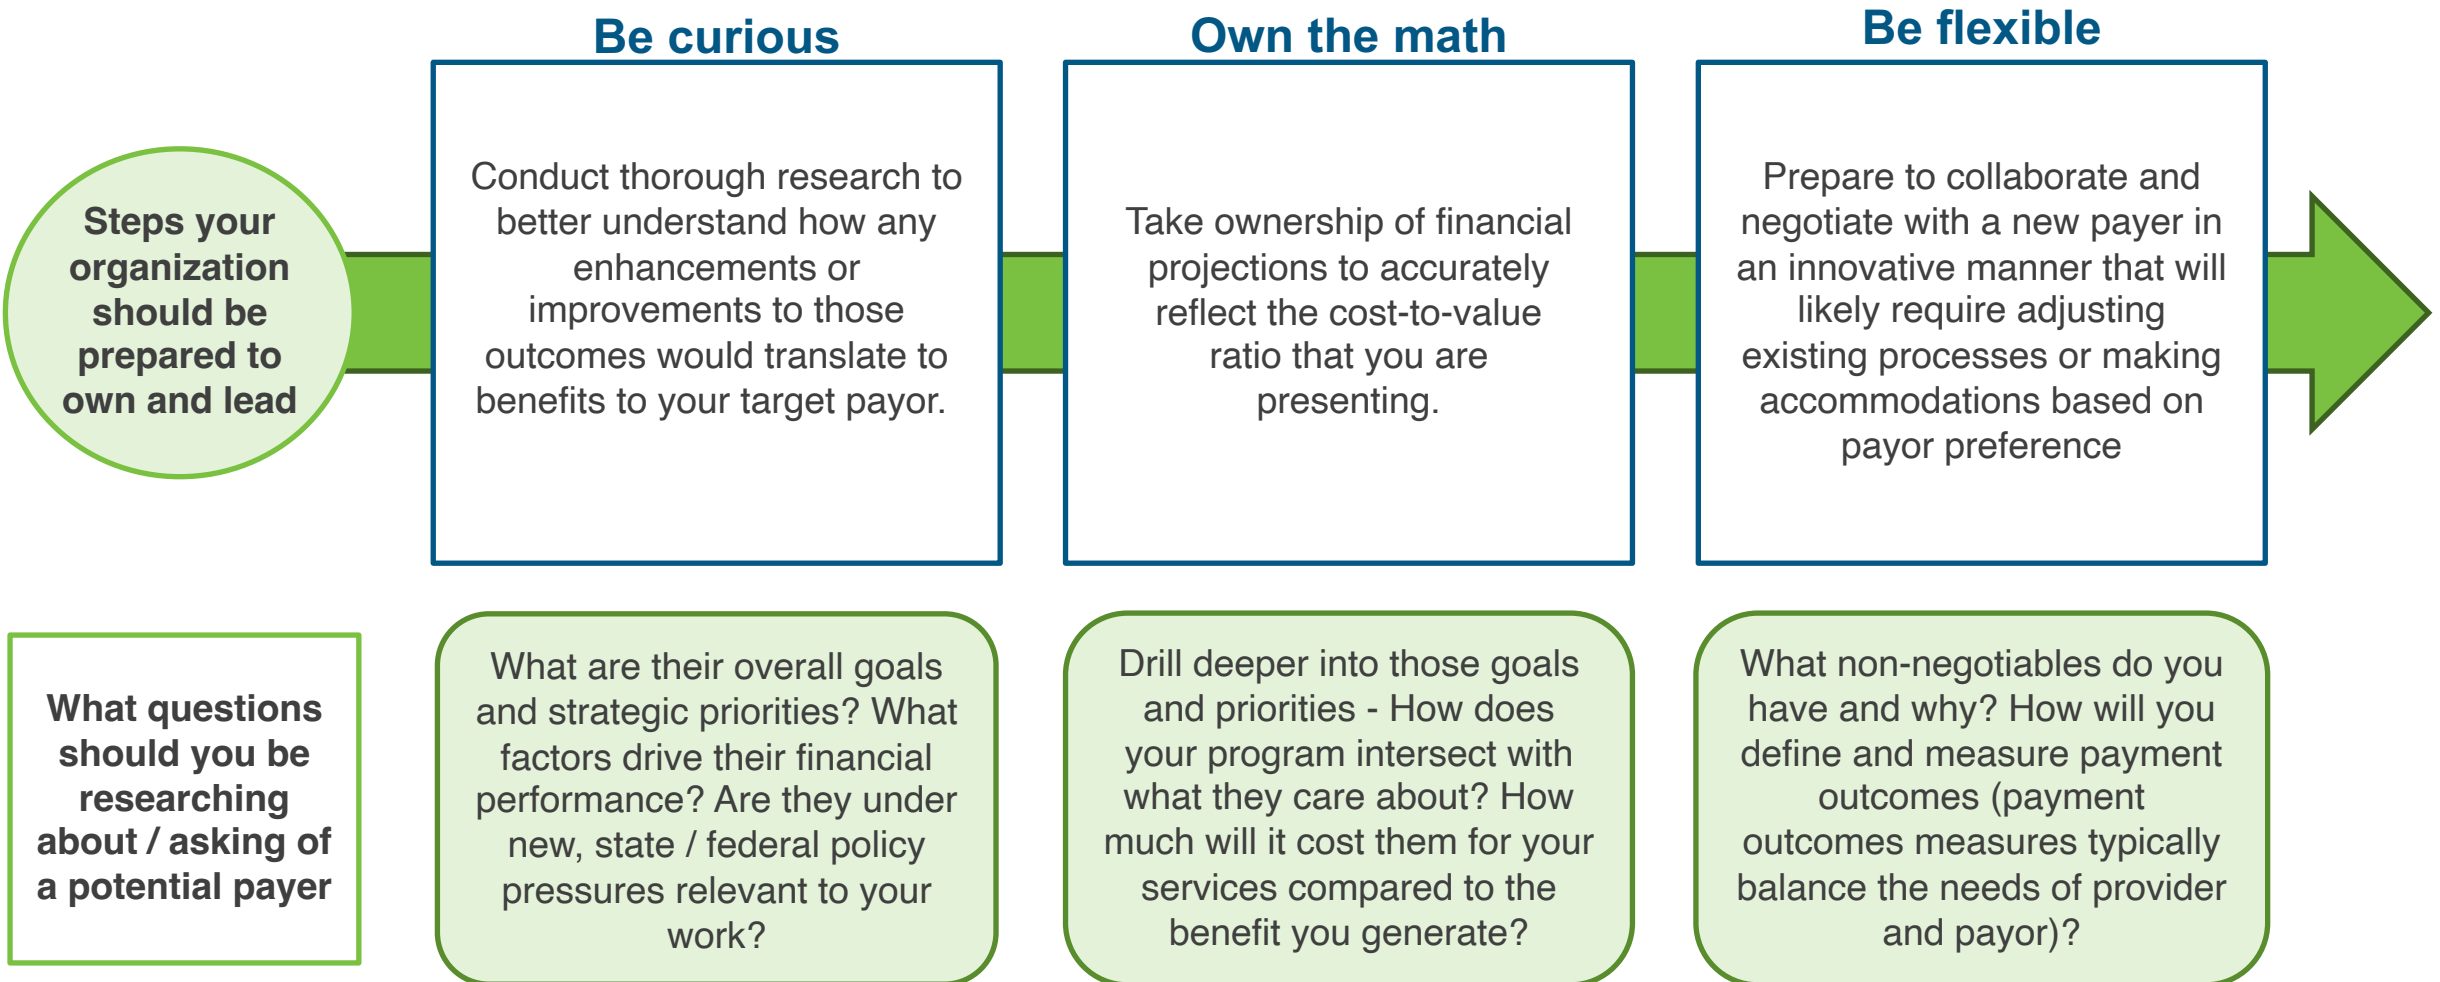 Be curious
Own the math
Be flexible
Steps your
organization
should be
prepared to
own and lead
Conduct thorough research to
better understand how any
enhancements or
improvements to those
outcomes would translate to
benefits to your target payor.
Take ownership of financial
projections to accurately
reflect the cost-to-value
ratio that you are
presenting.
Prepare to collaborate and
negotiate with a new payer in
an innovative manner that will
likely require adjusting
existing processes or making
accommodations based on
payor preference
What questions
should you be
researching
about / asking of
a potential payer
What are their overall goals
and strategic priorities? What
factors drive their financial
performance? Are they under
new, state / federal policy
pressures relevant to your
work?
Drill deeper into those goals
and priorities - How does
your program intersect with
what they care about? How
much will it cost them for your
services compared to the
benefit you generate?
What non-negotiables do you
have and why? How will you
define and measure payment
outcomes (payment
outcomes measures typically
balance the needs of provider
and payor)?